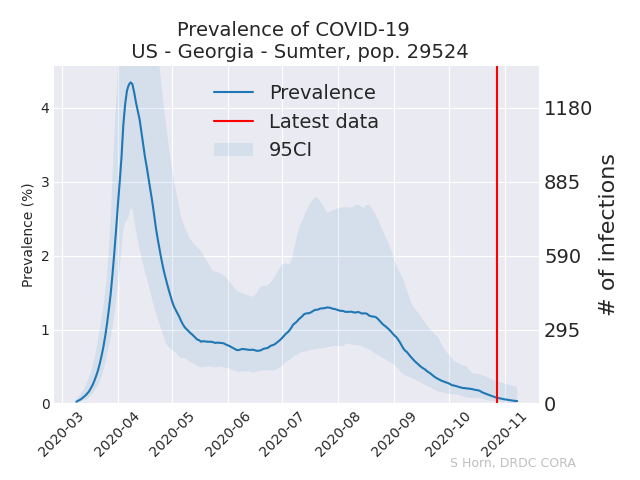 Prevalence of COVID-19
US - Georgia - Sumter, pop. 29524
Prevalence
Latest data
95CI
Prevalence (%)
4
3
2
1
0
# of infections
1180
885
590
295
0
2020-03
2020-04
2020-05
2020-06
2020-07
2020-08
2020-09
2020-10
2020-11
S Horn, DRDC CORA